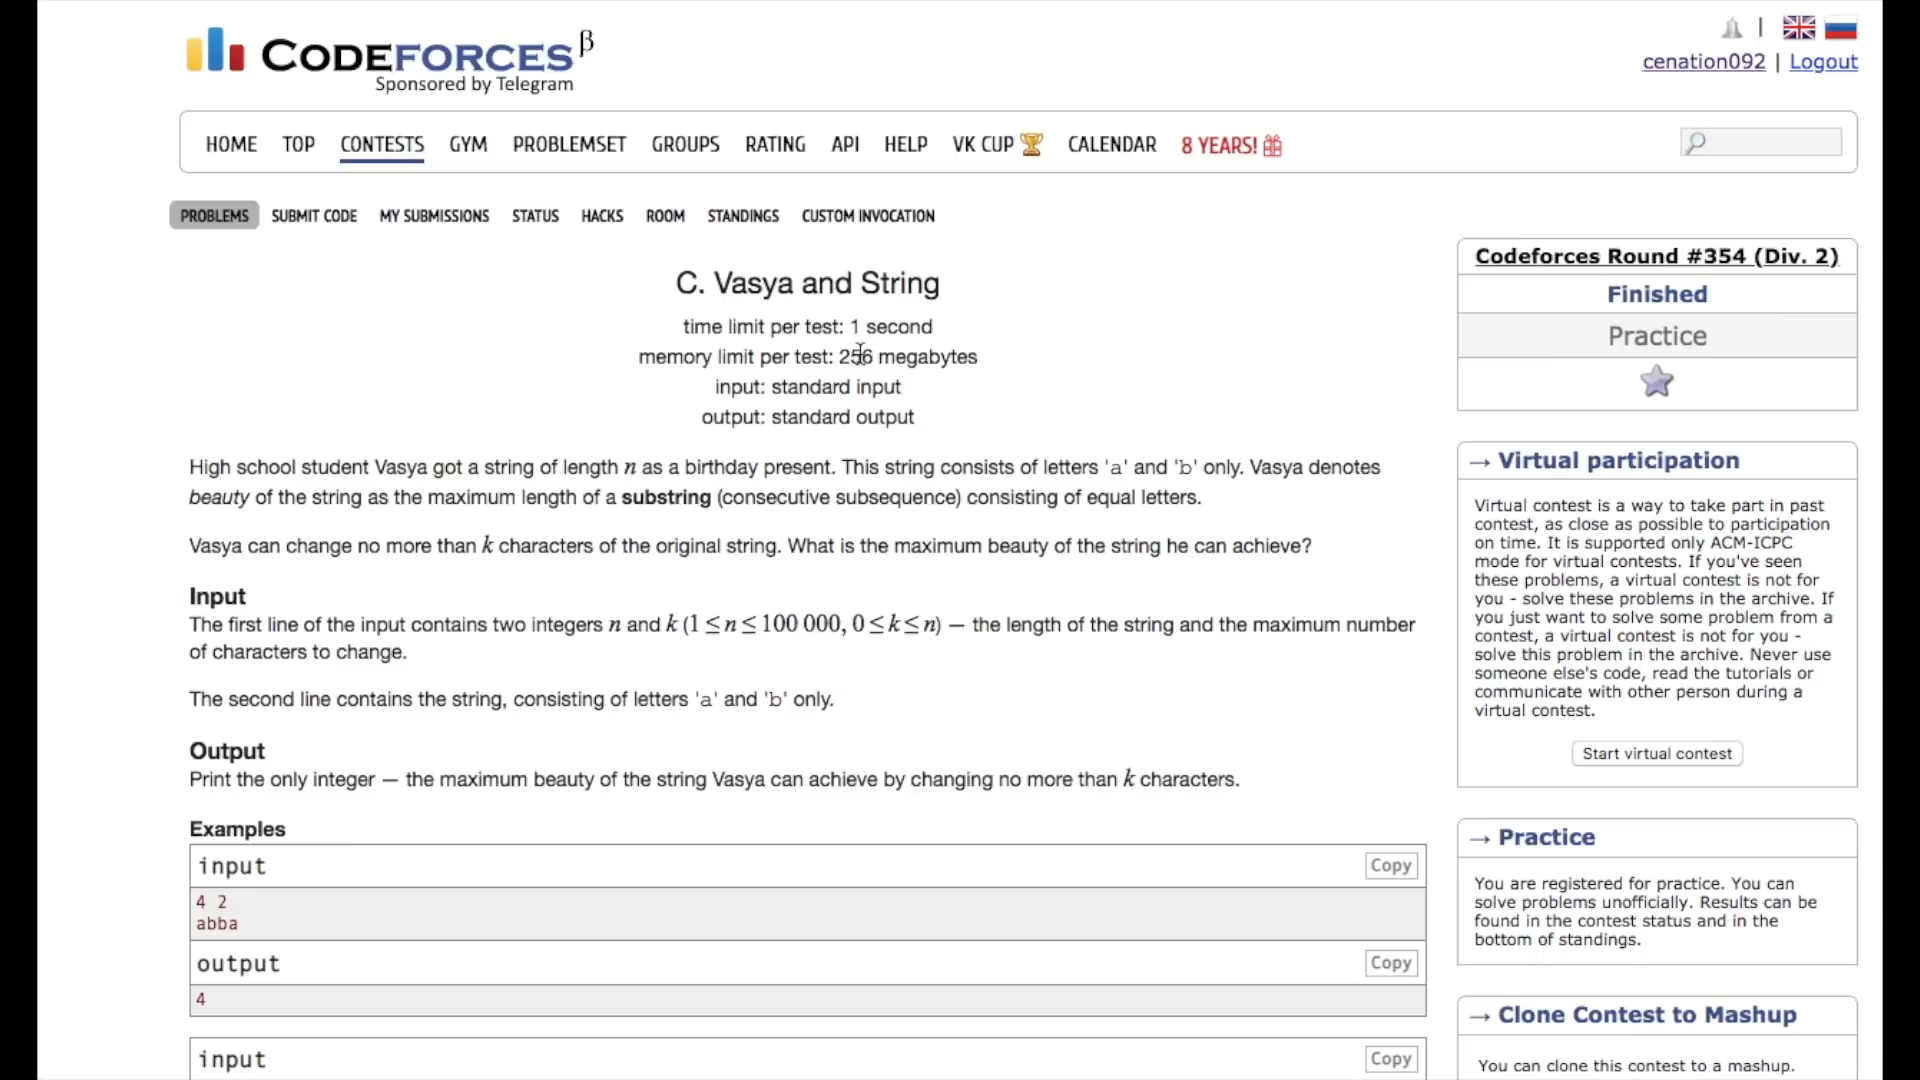 CODEFORCES β
Sponsored by Telegram
|
cenation092 | Logout
HOME TOP CONTESTS GYM PROBLEMSET GROUPS RATING API HELP VK CUP CALENDAR 8 YEARS!
PROBLEMS SUBMIT CODE MY SUBMISSIONS STATUS HACKS ROOM STANDINGS CUSTOM INVOCATION
C. Vasya and String
time limit per test: 1 second
memory limit per test: 256 megabytes
input: standard input
output: standard output
High school student Vasya got a string of length n as a birthday present. This string consists of letters 'a' and 'b' only. Vasya denotes
beauty of the string as the maximum length of a substring (consecutive subsequence) consisting of equal letters.
Vasya can change no more than k characters of the original string. What is the maximum beauty of the string he can achieve?
Input
The first line of the input contains two integers n and k (1 ≤ n ≤ 100 000, 0 ≤ k ≤ n) — the length of the string and the maximum number
of characters to change.
The second line contains the string, consisting of letters 'a' and 'b' only.
Output
Print the only integer — the maximum beauty of the string Vasya can achieve by changing no more than k characters.
Examples
input Copy
4 2
abba
output Copy
4
input Copy
Codeforces Round #354 (Div. 2)
Finished
Practice
→ Virtual participation
Virtual contest is a way to take part in past
contest, as close as possible to participation
on time. It is supported only ACM-ICPC
mode for virtual contests. If you've seen
these problems, a virtual contest is not for
you - solve these problems in the archive. If
you just want to solve some problem from a
contest, a virtual contest is not for you -
solve this problem in the archive. Never use
someone else's code, read the tutorials or
communicate with other person during a
virtual contest.
Start virtual contest
→ Practice
You are registered for practice. You can
solve problems unofficially. Results can be
found in the contest status and in the
bottom of standings.
→ Clone Contest to Mashup
You can clone this contest to a mashup.